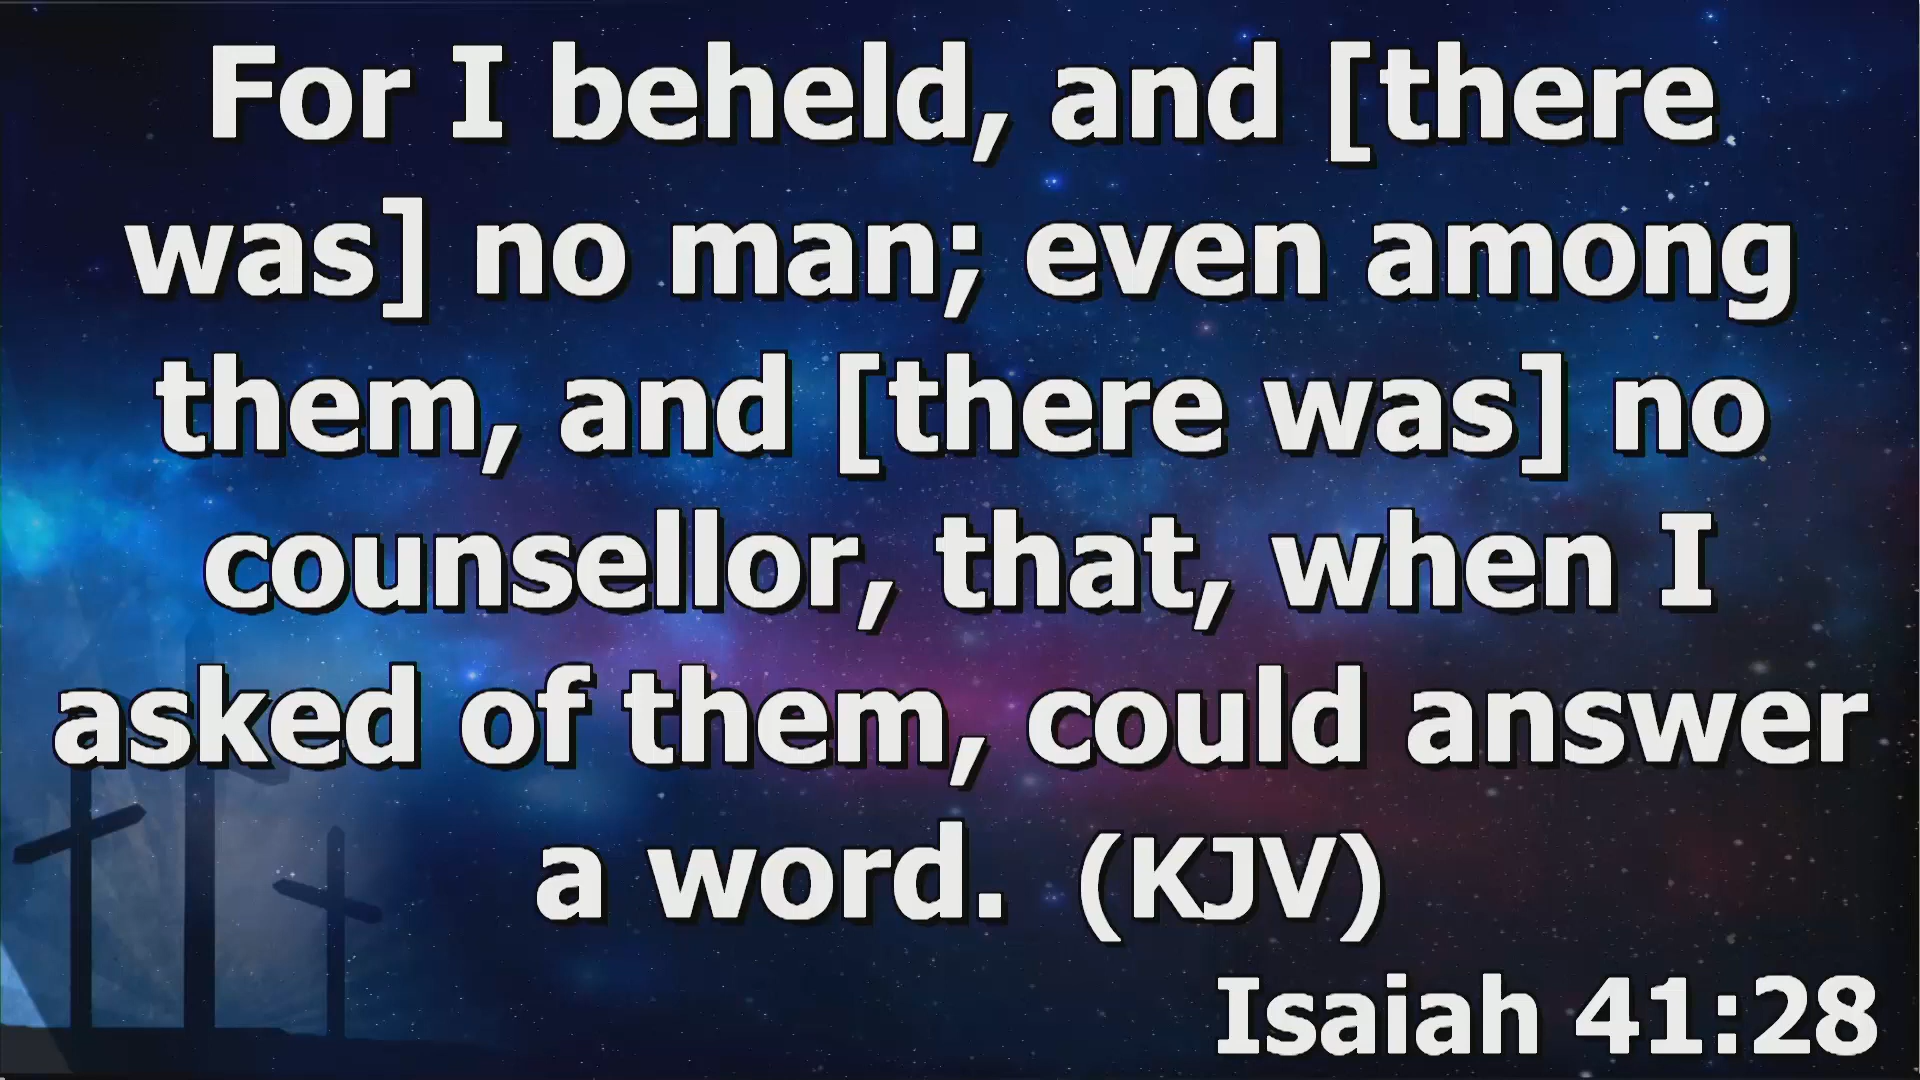 For I beheld, and [there
was] no man; even among
them, and [there was] no
counsellor, that, when I
asked of them, could answer
a word.  (KJV)
Isaiah 41:28